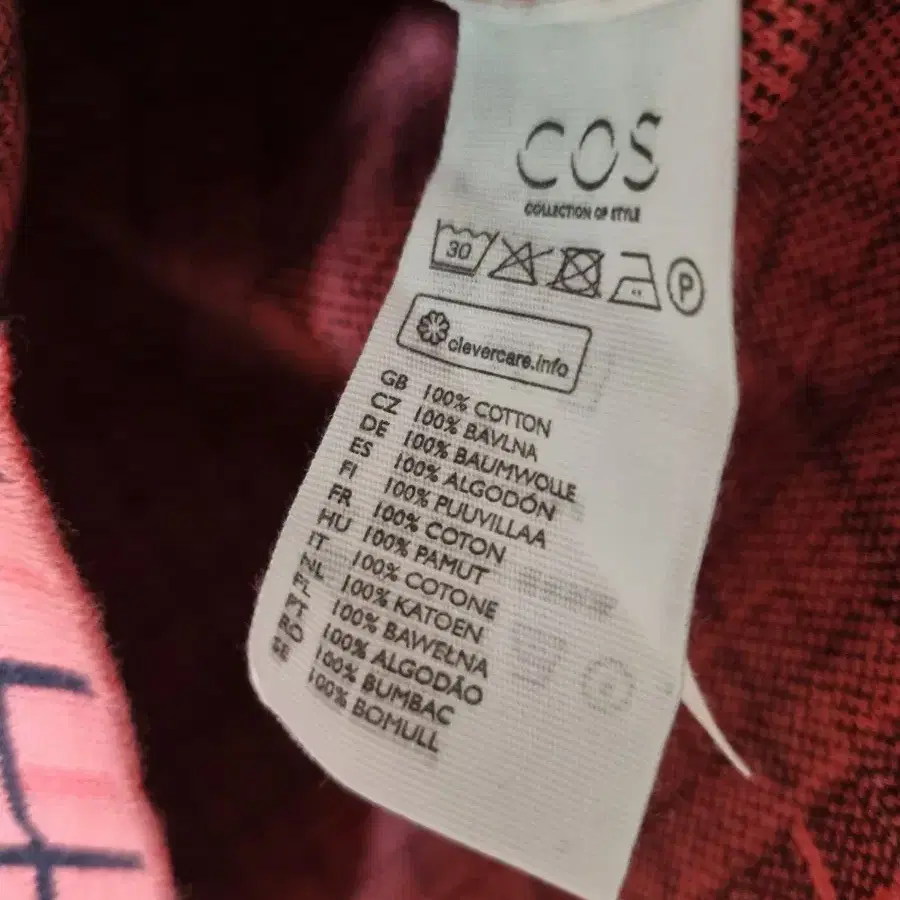 COS
COLLECTION OF STYLE
30
P
clevercare.info
GB 100% COTTON
CZ 100% BAVLNA
DE 100% BAUMWOLLE
ES 100% ALGODÓN
FI 100% PUUVILLAA
FR 100% COTON
HU 100% PAMUT
IT 100% COTONE
NL 100% KATOEN
PL 100% BAWEŁNA
PT 100% ALGODÃO
RO 100% BUMBAC
SE 100% BOMULL